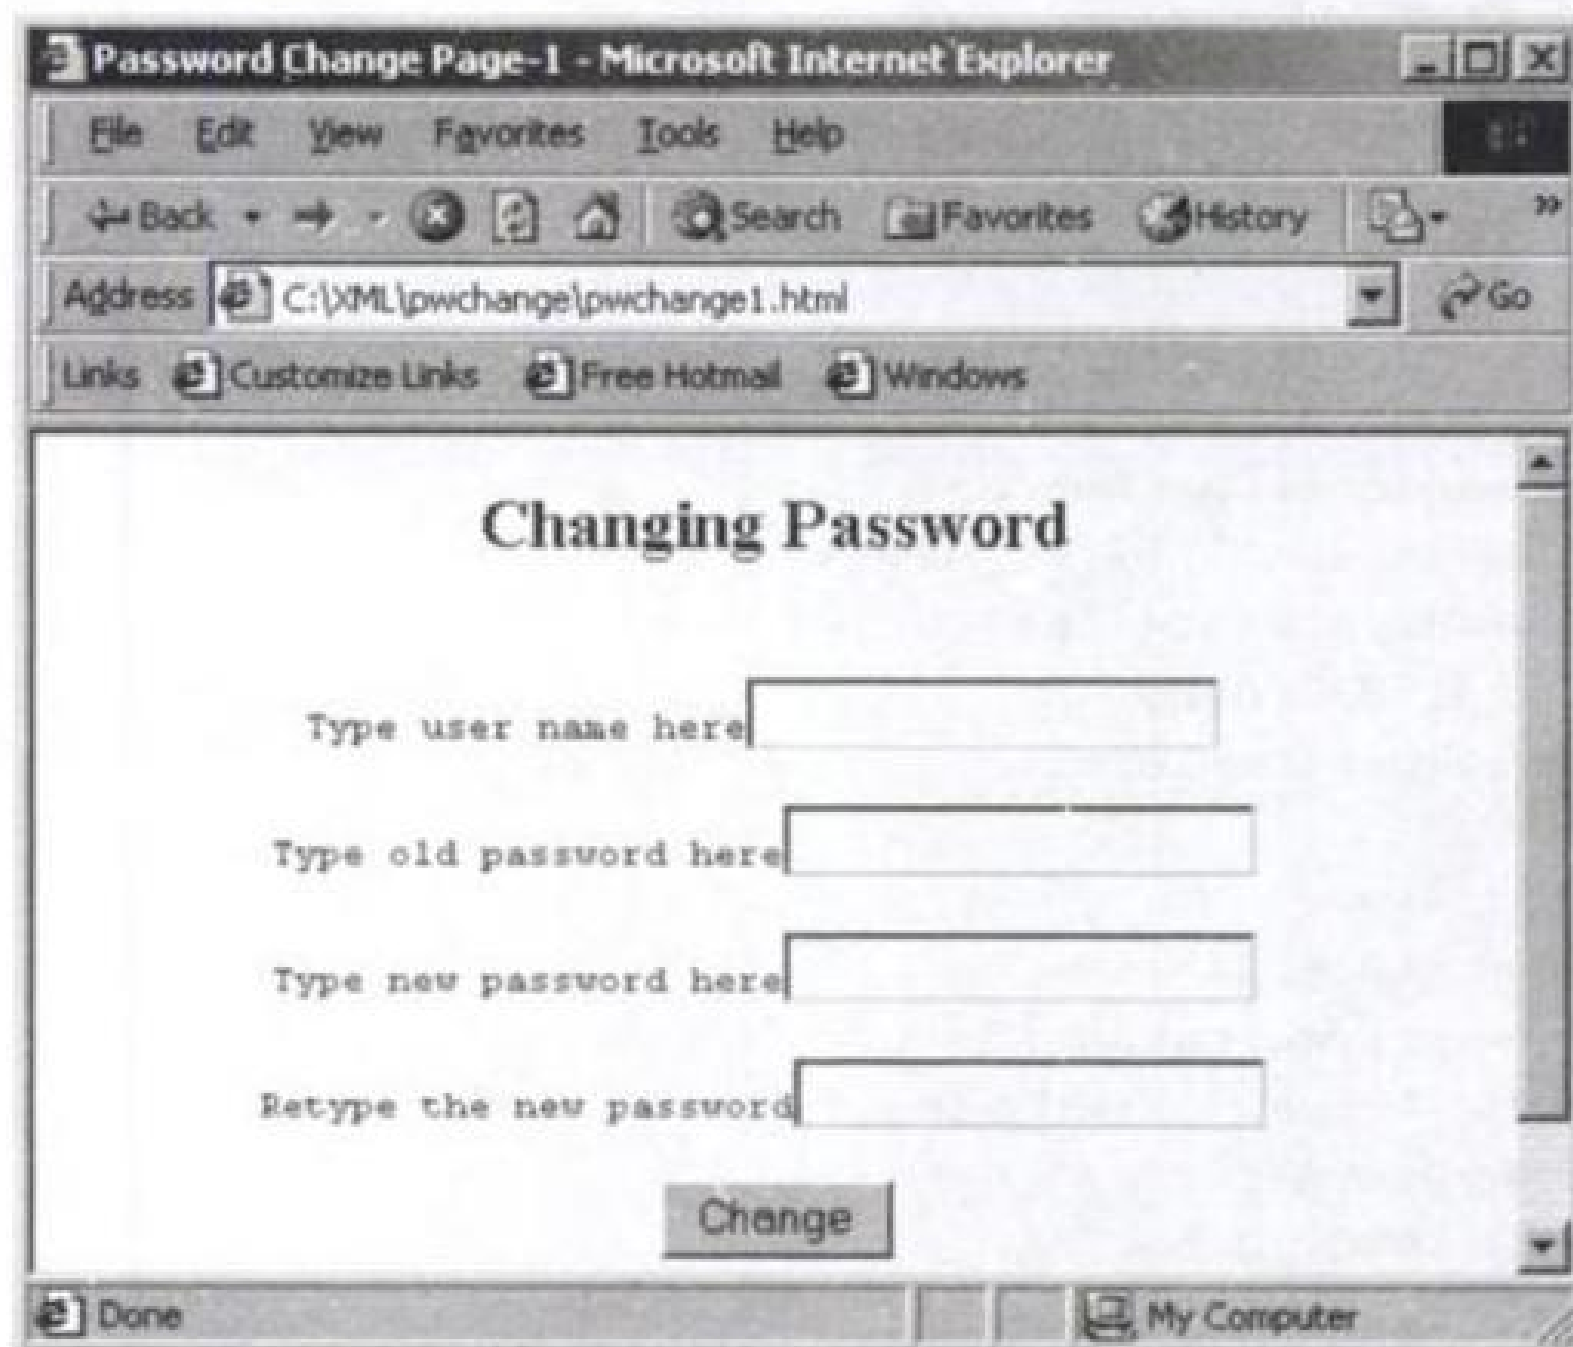 Password Change Page-1 - Microsoft Internet Explorer
File Edit View Favorites Tools Help
Back Search Favorites History »
Address C:\XML\pwchange\pwchange1.html Go
Links Customize Links Free Hotmail Windows
Changing Password
Type user name here
Type old password here
Type new password here
Retype the new password
Change
Done My Computer